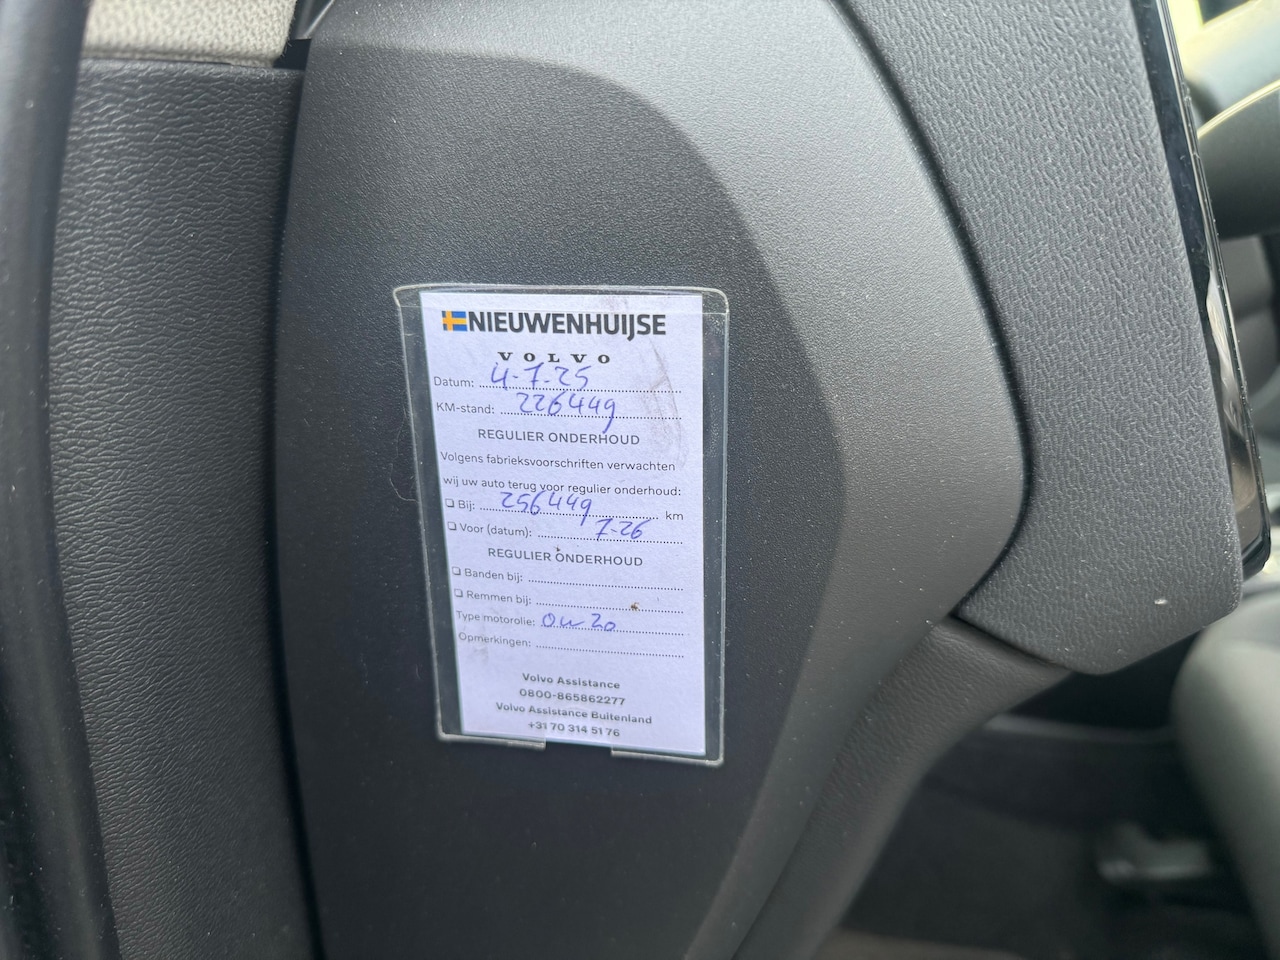 NIEUWENHUIJSE
VOLVO
Datum: 4-7-25
KM-stand: 226449
REGULIER ONDERHOUD
Volgens fabrieksvoorschriften verwachten
wij uw auto terug voor regulier onderhoud:
Bij: 256449 km
Voor (datum): 7-26
REGULIER ONDERHOUD
Banden bij:
Remmen bij:
Type motorolie: 0w20
Opmerkingen:
Volvo Assistance
0800-865862277
Volvo Assistance Buitenland
+31 70 314 51 76